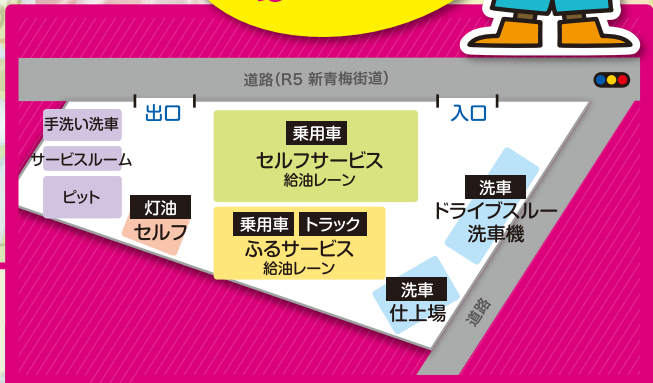 道路(R5 新青梅街道)
出口
入口
手洗い洗車
サービスルーム
ピット
灯油
セルフ
乗用車
セルフサービス
給油レーン
乗用車 トラック
ふるサービス
給油レーン
洗車
ドライブスルー
洗車機
洗車
仕上場
道路